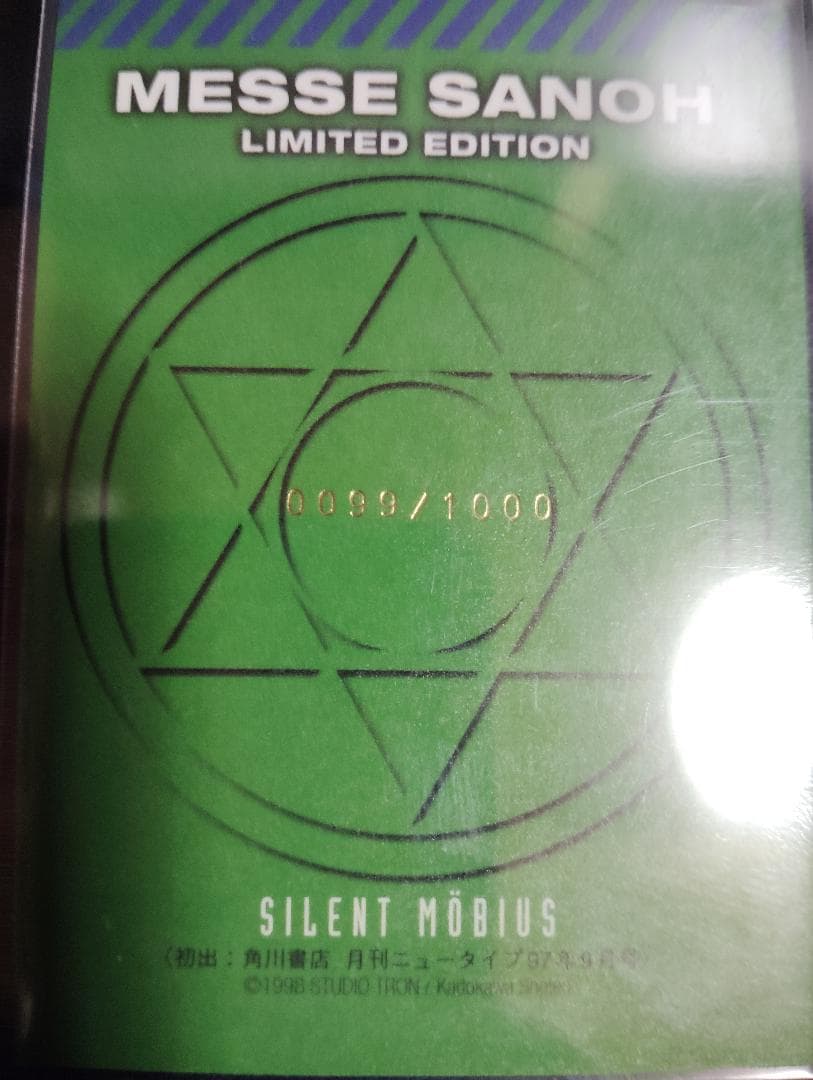 MESSE SANOH
LIMITED EDITION
0099/1000
SILENT MÖBIUS
〈初出：角川書店 月刊ニュータイプ97年9月号〉
©1998 STUDIO TRON / Kadokawa Shoten